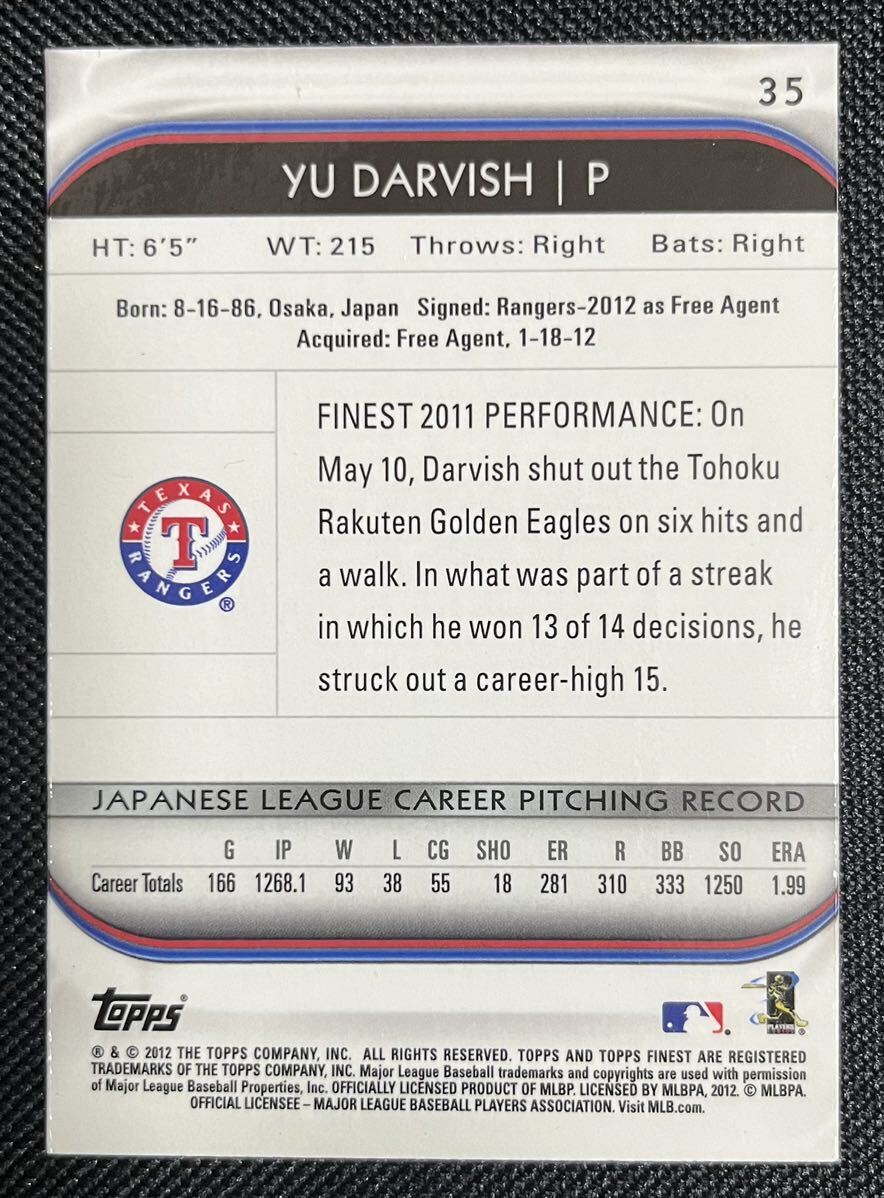 35
YU DARVISH | P
HT: 6'5" WT: 215 Throws: Right Bats: Right
Born: 8-16-86, Osaka, Japan Signed: Rangers-2012 as Free Agent
Acquired: Free Agent, 1-18-12
FINEST 2011 PERFORMANCE: On
May 10, Darvish shut out the Tohoku
Rakuten Golden Eagles on six hits and
a walk. In what was part of a streak
in which he won 13 of 14 decisions, he
struck out a career-high 15.
TEXAS
T
RANGERS
®
JAPANESE LEAGUE CAREER PITCHING RECORD
G IP W L CG SHO ER R BB SO ERA
Career Totals 166 1268.1 93 38 55 18 281 310 333 1250 1.99
Topps®
PLAYERS
® & © 2012 THE TOPPS COMPANY, INC. ALL RIGHTS RESERVED. TOPPS AND TOPPS FINEST ARE REGISTERED
TRADEMARKS OF THE TOPPS COMPANY, INC. Major League Baseball trademarks and copyrights are used with permission
of Major League Baseball Properties, Inc. OFFICIALLY LICENSED PRODUCT OF MLBP. LICENSED BY MLBPA, 2012. © MLBPA.
OFFICIAL LICENSEE – MAJOR LEAGUE BASEBALL PLAYERS ASSOCIATION. Visit MLB.com.